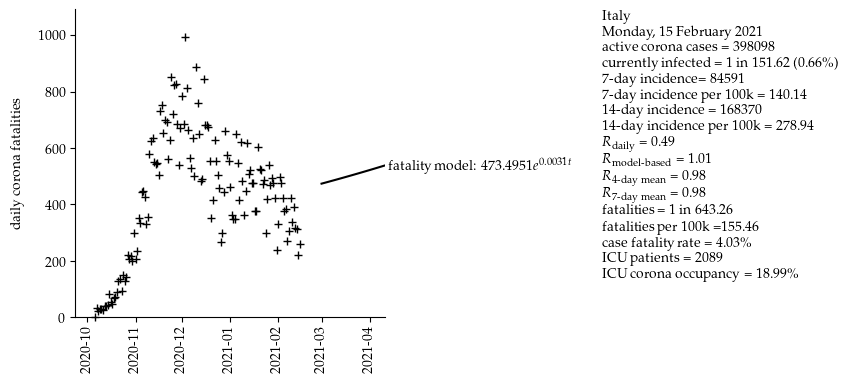 daily corona fatalities
1000
800
600
400
200
0
2020-10
2020-11
2020-12
2021-01
2021-02
2021-03
2021-04
fatality model: 473.4951e^0.0031t
Italy
Monday, 15 February 2021
active corona cases = 398098
currently infected = 1 in 151.62 (0.66%)
7-day incidence= 84591
7-day incidence per 100k = 140.14
14-day incidence = 168370
14-day incidence per 100k = 278.94
R_daily = 0.49
R_model-based = 1.01
R_4-day mean = 0.98
R_7-day mean = 0.98
fatalities = 1 in 643.26
fatalities per 100k =155.46
case fatality rate = 4.03%
ICU patients = 2089
ICU corona occupancy = 18.99%